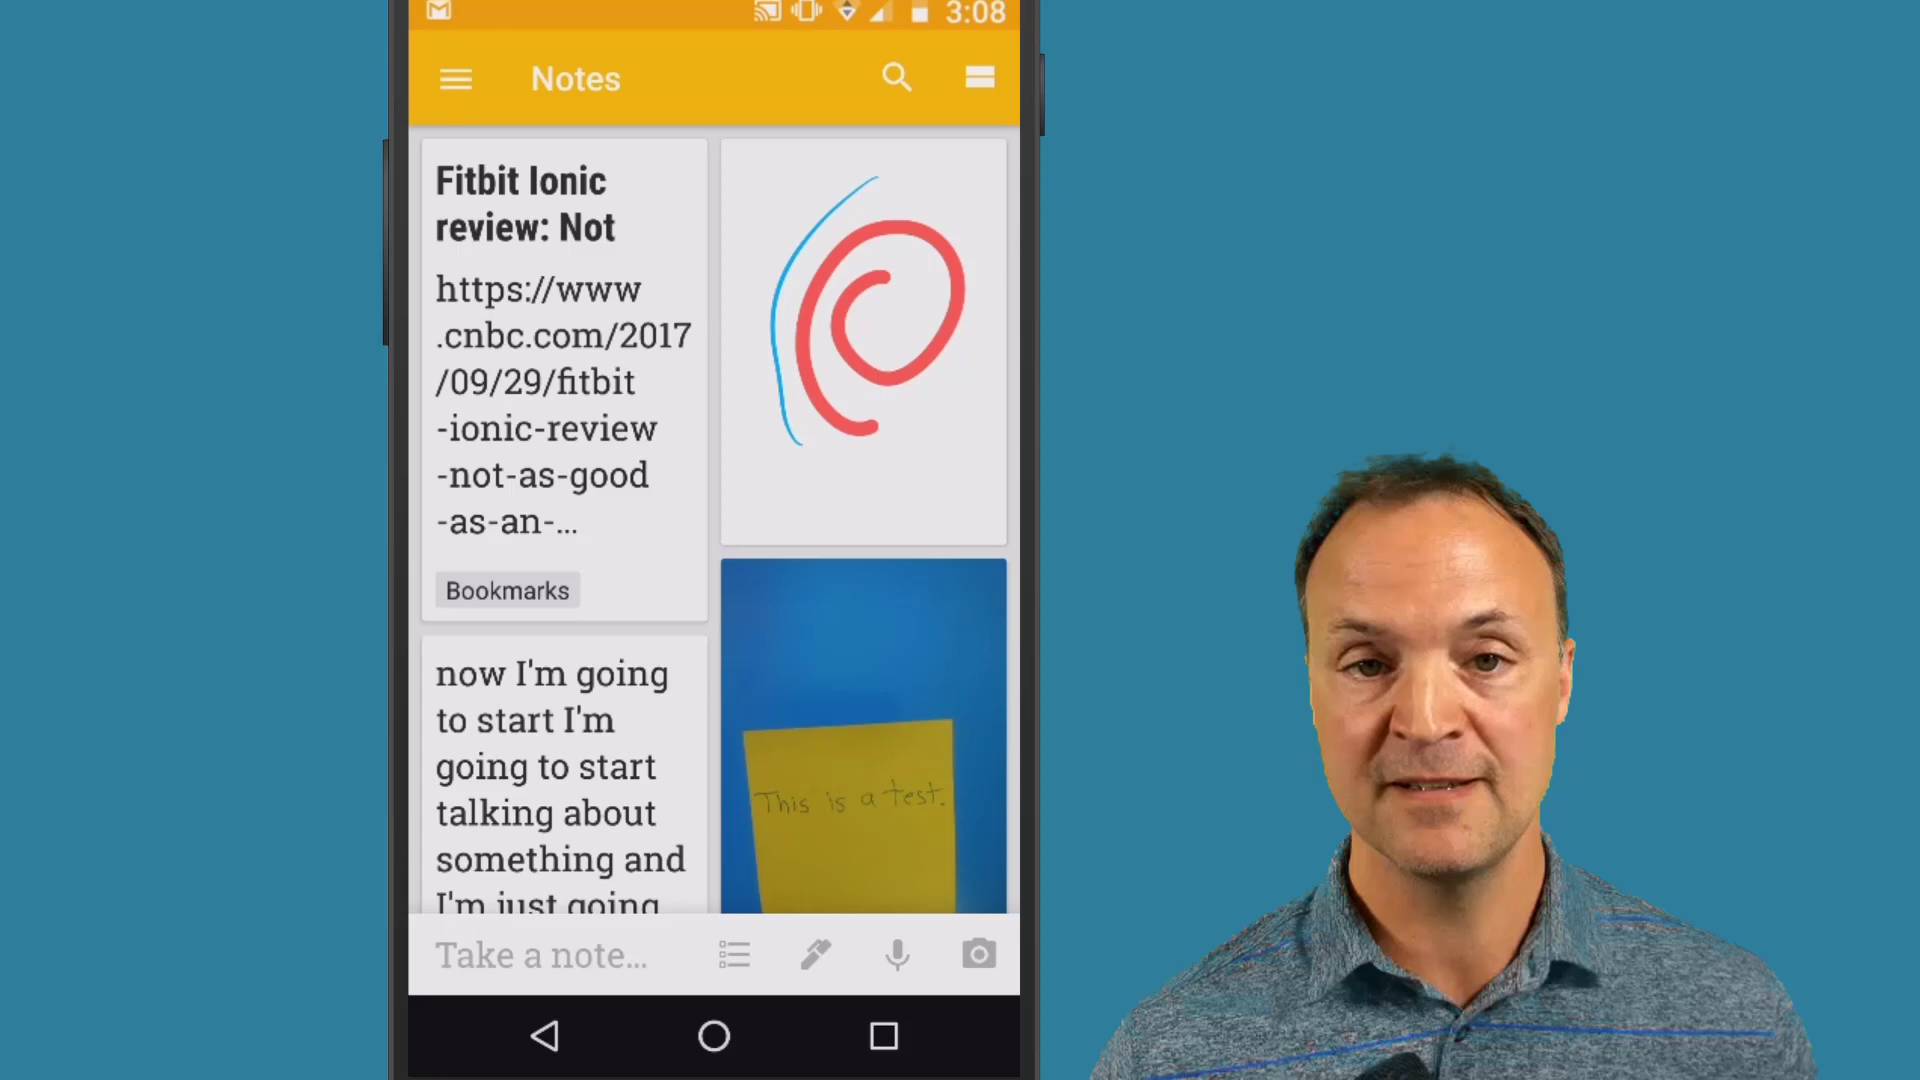 3:08
Notes
Fitbit Ionic
review: Not
https://www
.cnbc.com/2017
/09/29/fitbit
-ionic-review
-not-as-good
-as-an-...
Bookmarks
now I'm going
to start I'm
going to start
talking about
something and
I'm just going
This is a test.
Take a note...